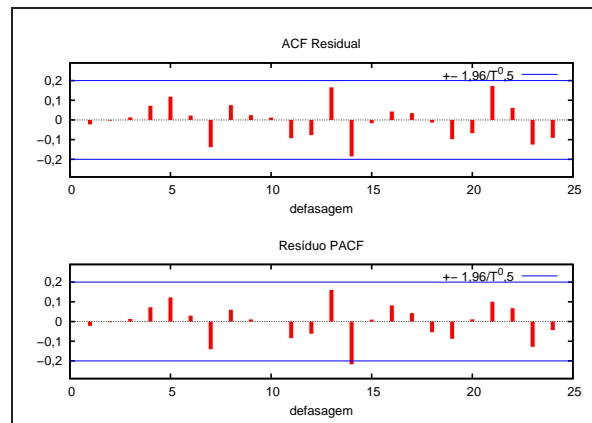 ACF Residual
+− 1,96/T^0,5
0,2
0,1
0
−0,1
−0,2
0 5 10 15 20 25
defasagem
Resíduo PACF
+− 1,96/T^0,5
0,2
0,1
0
−0,1
−0,2
0 5 10 15 20 25
defasagem